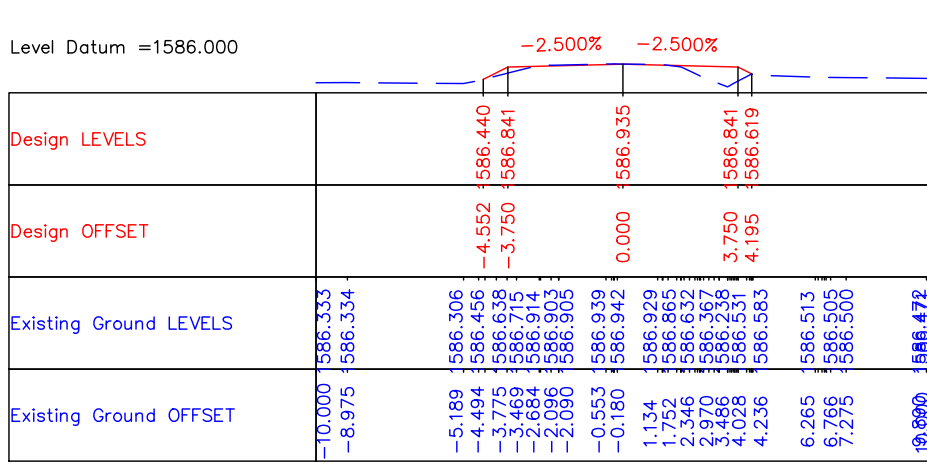 -2.500% -2.500%
Level Datum =1586.000
Design LEVELS 1586.440 1586.841 1586.935 1586.841 1586.619
Design OFFSET -4.552 -3.750 0.000 3.750 4.195
Existing Ground LEVELS 1586.333 1586.334 1586.306 1586.456 1586.638 1586.715 1586.914 1586.903 1586.905 1586.939 1586.942 1586.929 1586.865 1586.632 1586.367 1586.238 1586.531 1586.583 1586.513 1586.505 1586.500
Existing Ground OFFSET -10.000 -8.975 -5.189 -4.494 -3.775 -3.469 -2.684 -2.096 -2.090 -0.553 -0.180 1.134 1.752 2.346 2.970 3.486 4.028 4.236 6.265 6.766 7.275